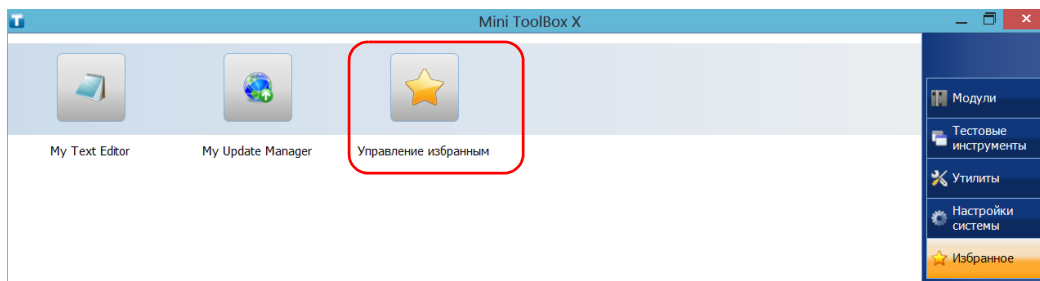 Mini ToolBox X
My Text Editor
My Update Manager
Управление избранным
Модули
Тестовые
инструменты
Утилиты
Настройки
системы
Избранное